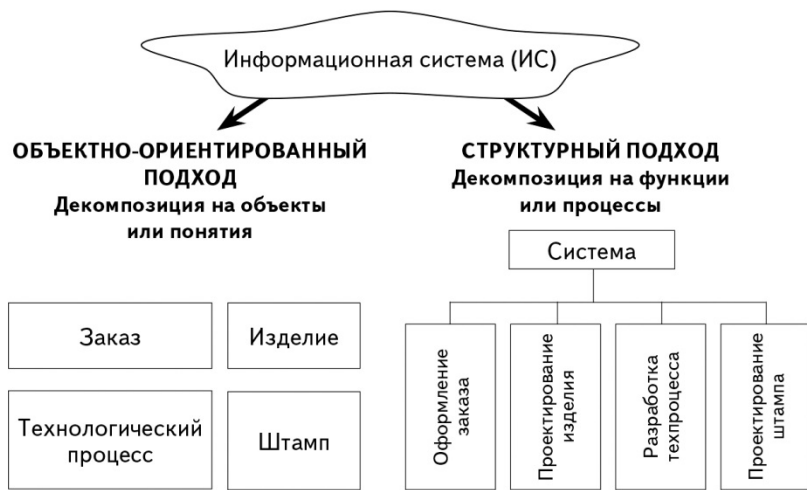 Информационная система (ИС)
ОБЪЕКТНО-ОРИЕНТИРОВАННЫЙ
ПОДХОД
Декомпозиция на объекты
или понятия
СТРУКТУРНЫЙ ПОДХОД
Декомпозиция на функции
или процессы
Заказ
Изделие
Технологический
процесс
Штамп
Система
Оформление
заказа
Проектирование
изделия
Разработка
техпроцесса
Проектирование
штампа